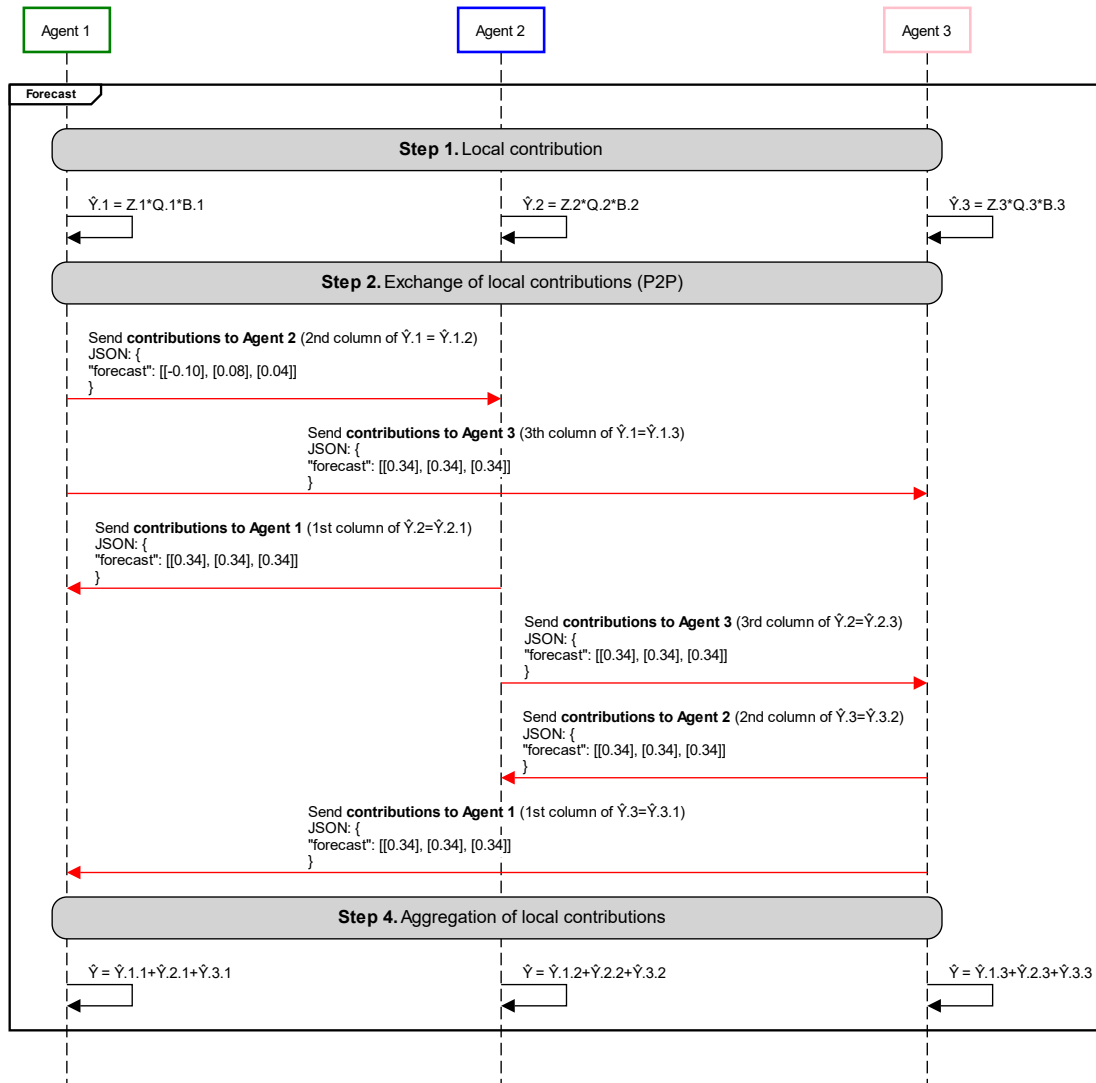 Agent 1
Agent 2
Agent 3
Forecast
Step 1. Local contribution
Ŷ.1 = Z.1*Q.1*B.1
Ŷ.2 = Z.2*Q.2*B.2
Ŷ.3 = Z.3*Q.3*B.3
Step 2. Exchange of local contributions (P2P)
Send contributions to Agent 2 (2nd column of Ŷ.1 = Ŷ.1.2)
JSON: {
"forecast": [[-0.10], [0.08], [0.04]]
}
Send contributions to Agent 3 (3th column of Ŷ.1=Ŷ.1.3)
JSON: {
"forecast": [[0.34], [0.34], [0.34]]
}
Send contributions to Agent 1 (1st column of Ŷ.2=Ŷ.2.1)
JSON: {
"forecast": [[0.34], [0.34], [0.34]]
}
Send contributions to Agent 3 (3rd column of Ŷ.2=Ŷ.2.3)
JSON: {
"forecast": [[0.34], [0.34], [0.34]]
}
Send contributions to Agent 2 (2nd column of Ŷ.3=Ŷ.3.2)
JSON: {
"forecast": [[0.34], [0.34], [0.34]]
}
Send contributions to Agent 1 (1st column of Ŷ.3=Ŷ.3.1)
JSON: {
"forecast": [[0.34], [0.34], [0.34]]
}
Step 4. Aggregation of local contributions
Ŷ = Ŷ.1.1+Ŷ.2.1+Ŷ.3.1
Ŷ = Ŷ.1.2+Ŷ.2.2+Ŷ.3.2
Ŷ = Ŷ.1.3+Ŷ.2.3+Ŷ.3.3